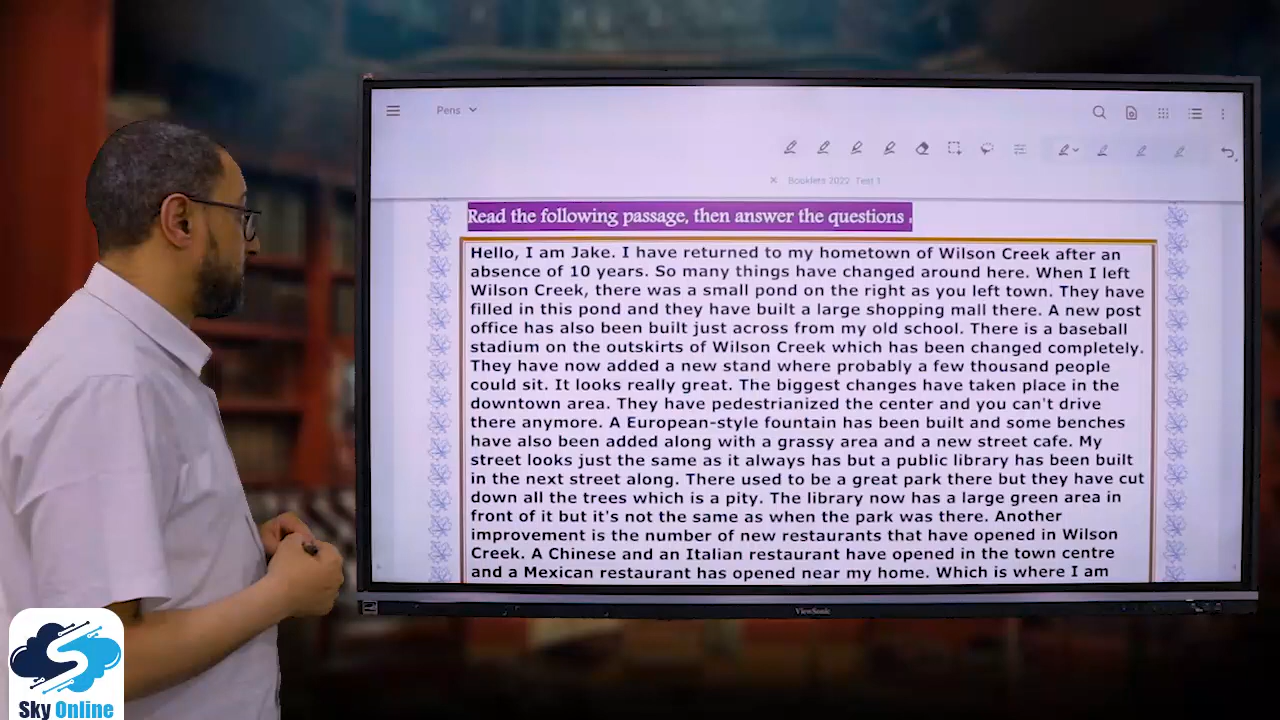 Pens
Booklets 2022 Test 1
Read the following passage, then answer the questions .
Hello, I am Jake. I have returned to my hometown of Wilson Creek after an
absence of 10 years. So many things have changed around here. When I left
Wilson Creek, there was a small pond on the right as you left town. They have
filled in this pond and they have built a large shopping mall there. A new post
office has also been built just across from my old school. There is a baseball
stadium on the outskirts of Wilson Creek which has been changed completely.
They have now added a new stand where probably a few thousand people
could sit. It looks really great. The biggest changes have taken place in the
downtown area. They have pedestrianized the center and you can't drive
there anymore. A European-style fountain has been built and some benches
have also been added along with a grassy area and a new street cafe. My
street looks just the same as it always has but a public library has been built
in the next street along. There used to be a great park there but they have cut
down all the trees which is a pity. The library now has a large green area in
front of it but it's not the same as when the park was there. Another
improvement is the number of new restaurants that have opened in Wilson
Creek. A Chinese and an Italian restaurant have opened in the town centre
and a Mexican restaurant has opened near my home. Which is where I am
ViewSonic
Sky Online